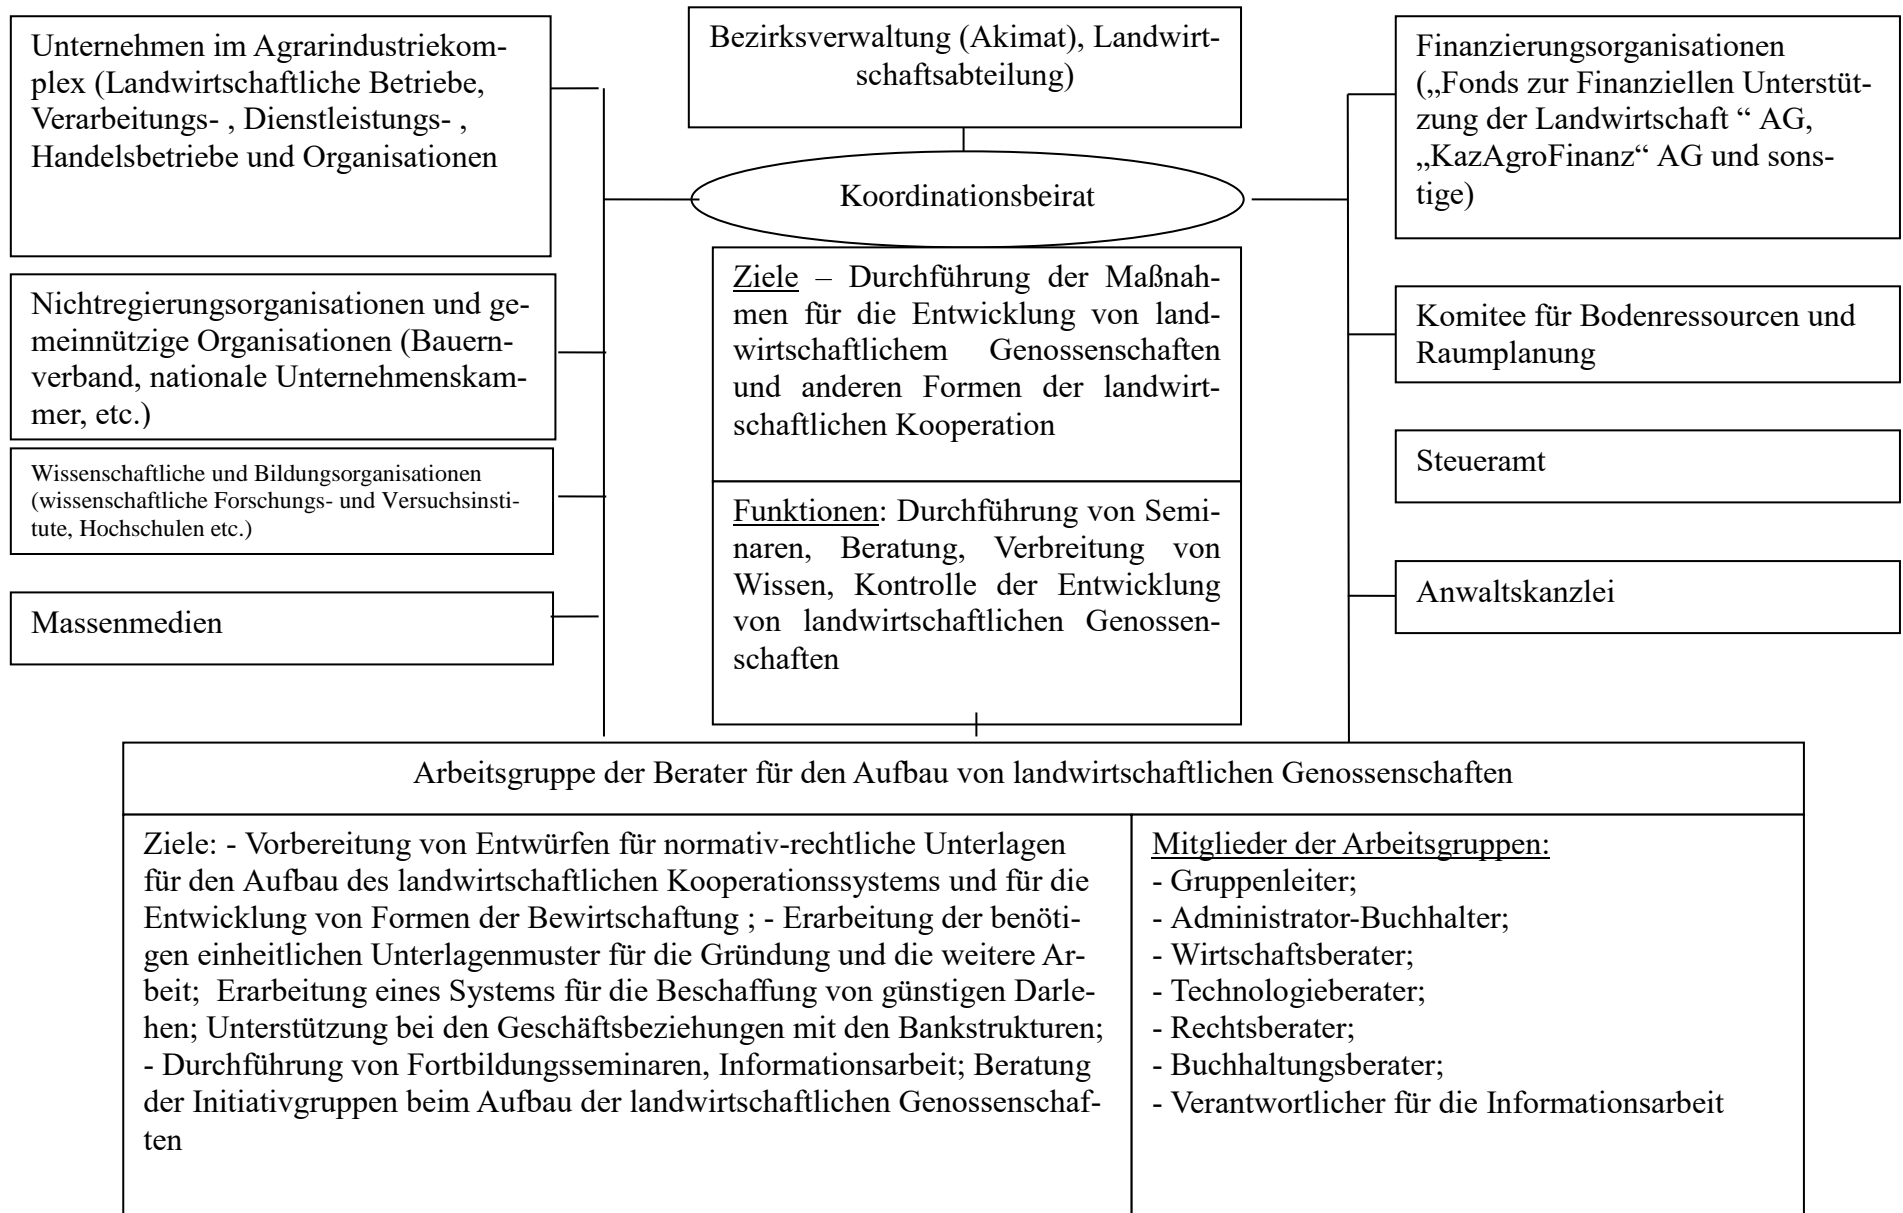 Unternehmen im Agrarindustriekom-
plex (Landwirtschaftliche Betriebe,
Verarbeitungs- , Dienstleistungs- ,
Handelsbetriebe und Organisationen
Bezirksverwaltung (Akimat), Landwirt-
schaftsabteilung)
Finanzierungsorganisationen
(„Fonds zur Finanziellen Unterstüt-
zung der Landwirtschaft “ AG,
„KazAgroFinanz“ AG und sons-
tige)
Koordinationsbeirat
Nichtregierungsorganisationen und ge-
meinnützige Organisationen (Bauern-
verband, nationale Unternehmenskam-
mer, etc.)
Ziele – Durchführung der Maßnah-
men für die Entwicklung von land-
wirtschaftlichem Genossenschaften
und anderen Formen der landwirt-
schaftlichen Kooperation
Komitee für Bodenressourcen und
Raumplanung
Wissenschaftliche und Bildungsorganisationen
(wissenschaftliche Forschungs- und Versuchsinsti-
tute, Hochschulen etc.)
Steueramt
Funktionen: Durchführung von Semi-
naren, Beratung, Verbreitung von
Wissen, Kontrolle der Entwicklung
von landwirtschaftlichen Genossen-
schaften
Massenmedien
Anwaltskanzlei
Arbeitsgruppe der Berater für den Aufbau von landwirtschaftlichen Genossenschaften
Ziele: - Vorbereitung von Entwürfen für normativ-rechtliche Unterlagen
für den Aufbau des landwirtschaftlichen Kooperationssystems und für die
Entwicklung von Formen der Bewirtschaftung ; - Erarbeitung der benöti-
gen einheitlichen Unterlagenmuster für die Gründung und die weitere Ar-
beit;  Erarbeitung eines Systems für die Beschaffung von günstigen Darle-
hen; Unterstützung bei den Geschäftsbeziehungen mit den Bankstrukturen;
- Durchführung von Fortbildungsseminaren, Informationsarbeit; Beratung
der Initiativgruppen beim Aufbau der landwirtschaftlichen Genossenschaf-
ten
Mitglieder der Arbeitsgruppen:
- Gruppenleiter;
- Administrator-Buchhalter;
- Wirtschaftsberater;
- Technologieberater;
- Rechtsberater;
- Buchhaltungsberater;
- Verantwortlicher für die Informationsarbeit